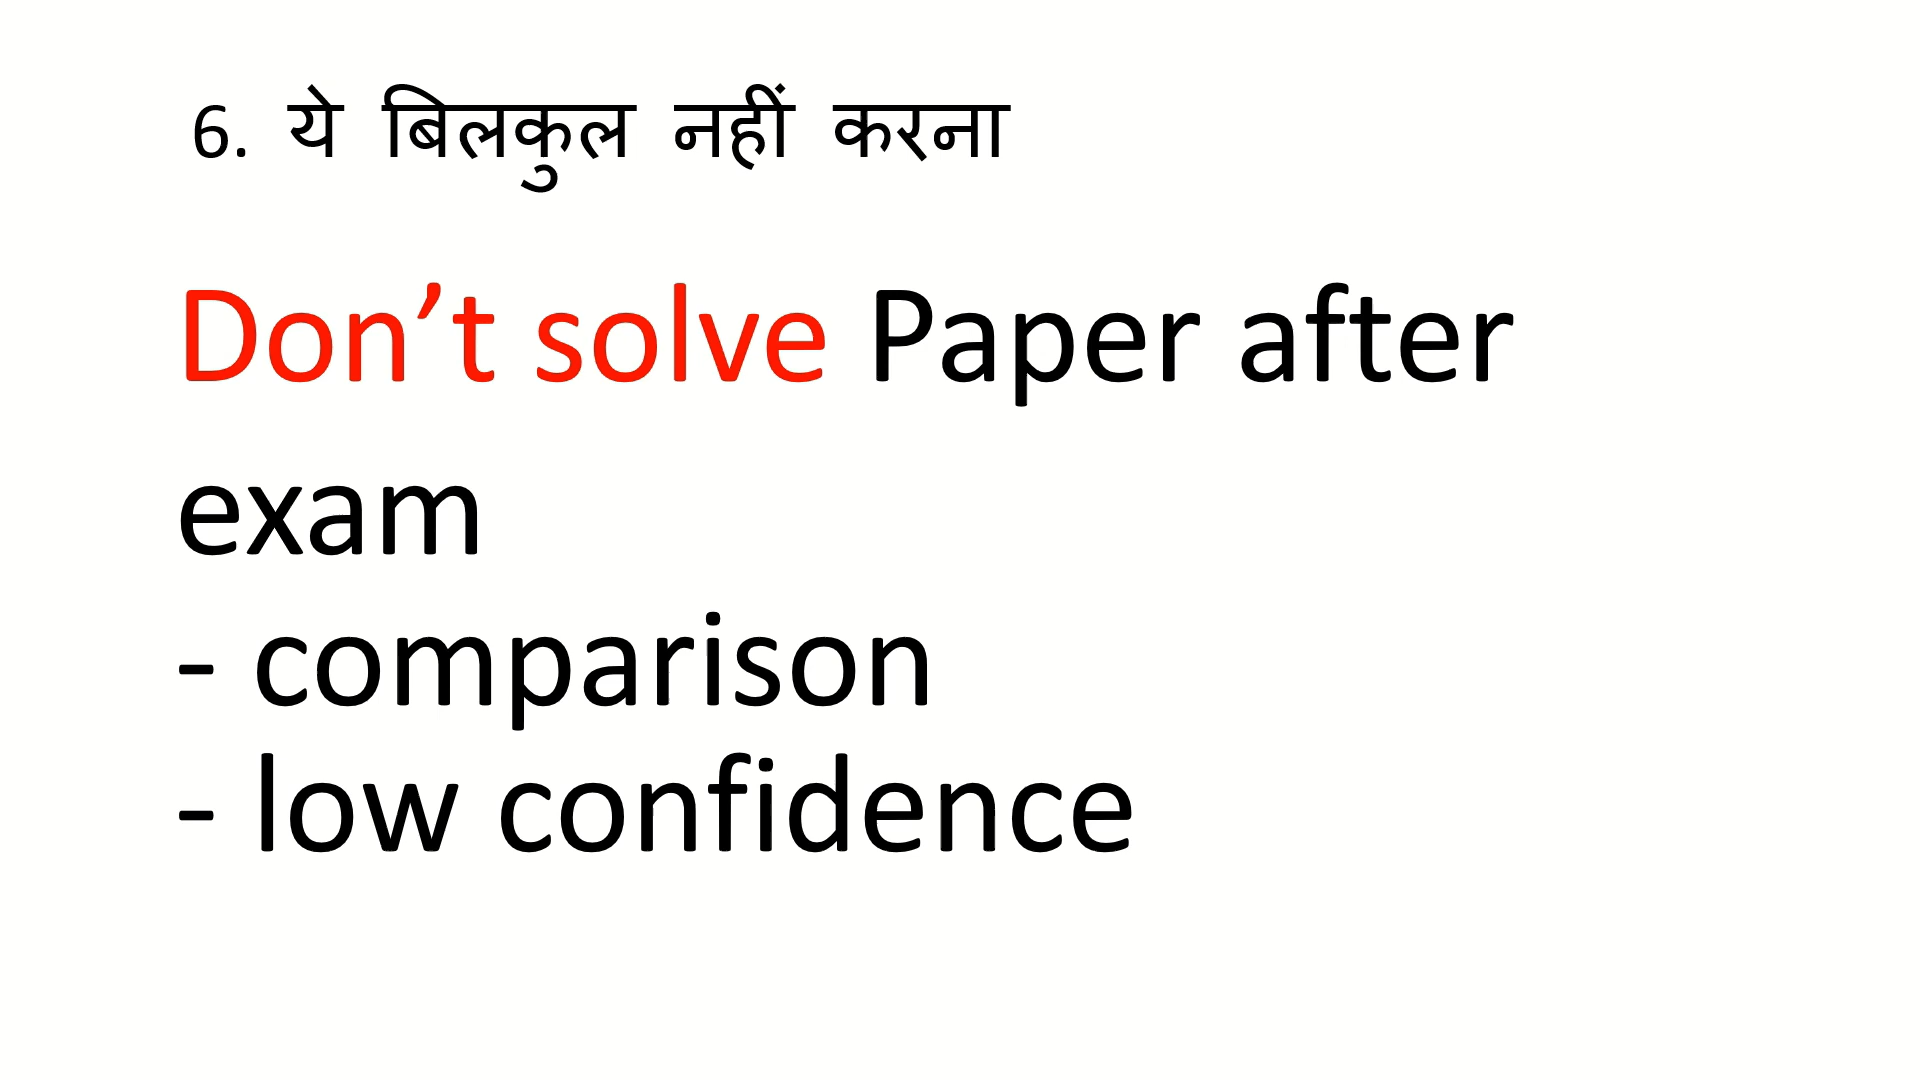 6. ये बिलकुल नहीं करना
Don’t solve Paper after
exam
- comparison
- low confidence